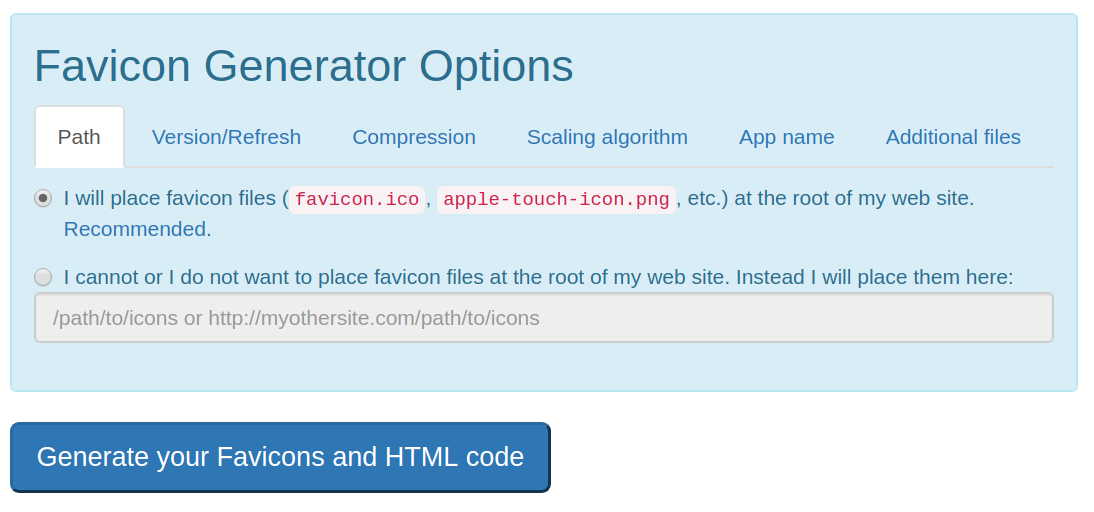 Favicon Generator Options
Path Version/Refresh Compression Scaling algorithm App name Additional files
I will place favicon files (favicon.ico, apple-touch-icon.png, etc.) at the root of my web site.
Recommended.
I cannot or I do not want to place favicon files at the root of my web site. Instead I will place them here:
/path/to/icons or http://myothersite.com/path/to/icons
Generate your Favicons and HTML code